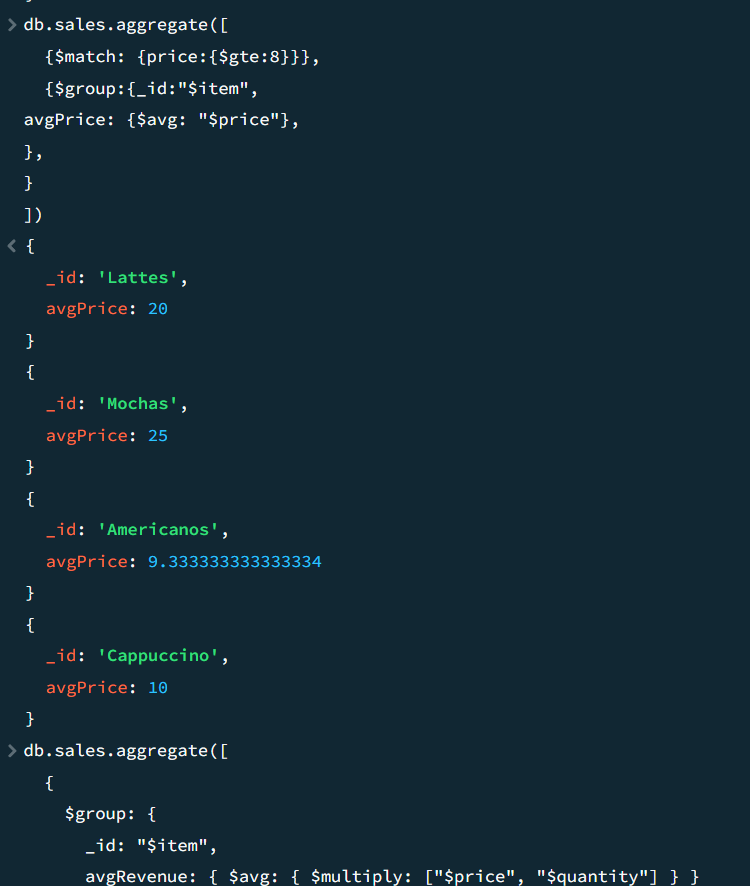 > db.sales.aggregate([
{$match: {price:{$gte:8}}},
{$group:{_id:"$item",
avgPrice: {$avg: "$price"},
},
}
])
< {
_id: 'Lattes',
avgPrice: 20
}
{
_id: 'Mochas',
avgPrice: 25
}
{
_id: 'Americanos',
avgPrice: 9.333333333333334
}
{
_id: 'Cappuccino',
avgPrice: 10
}
> db.sales.aggregate([
{
$group: {
_id: "$item",
avgRevenue: { $avg: { $multiply: ["$price", "$quantity"] } }